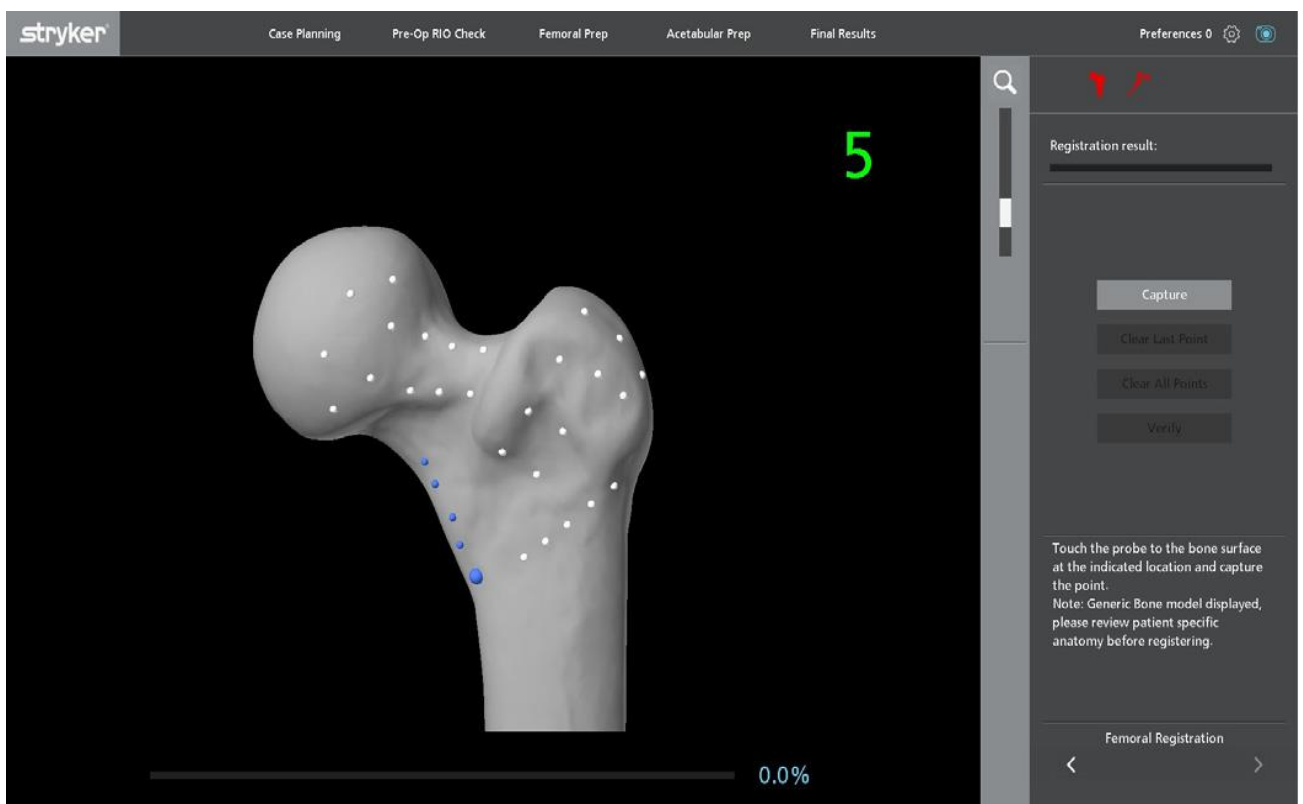 stryker
Case Planning
Pre-Op RIO Check
Femoral Prep
Acetabular Prep
Final Results
Preferences 0
5
Registration result:
Capture
Clear Last Point
Clear All Points
Verify
Touch the probe to the bone surface
at the indicated location and capture
the point.
Note: Generic Bone model displayed,
please review patient specific
anatomy before registering.
Femoral Registration
0.0%